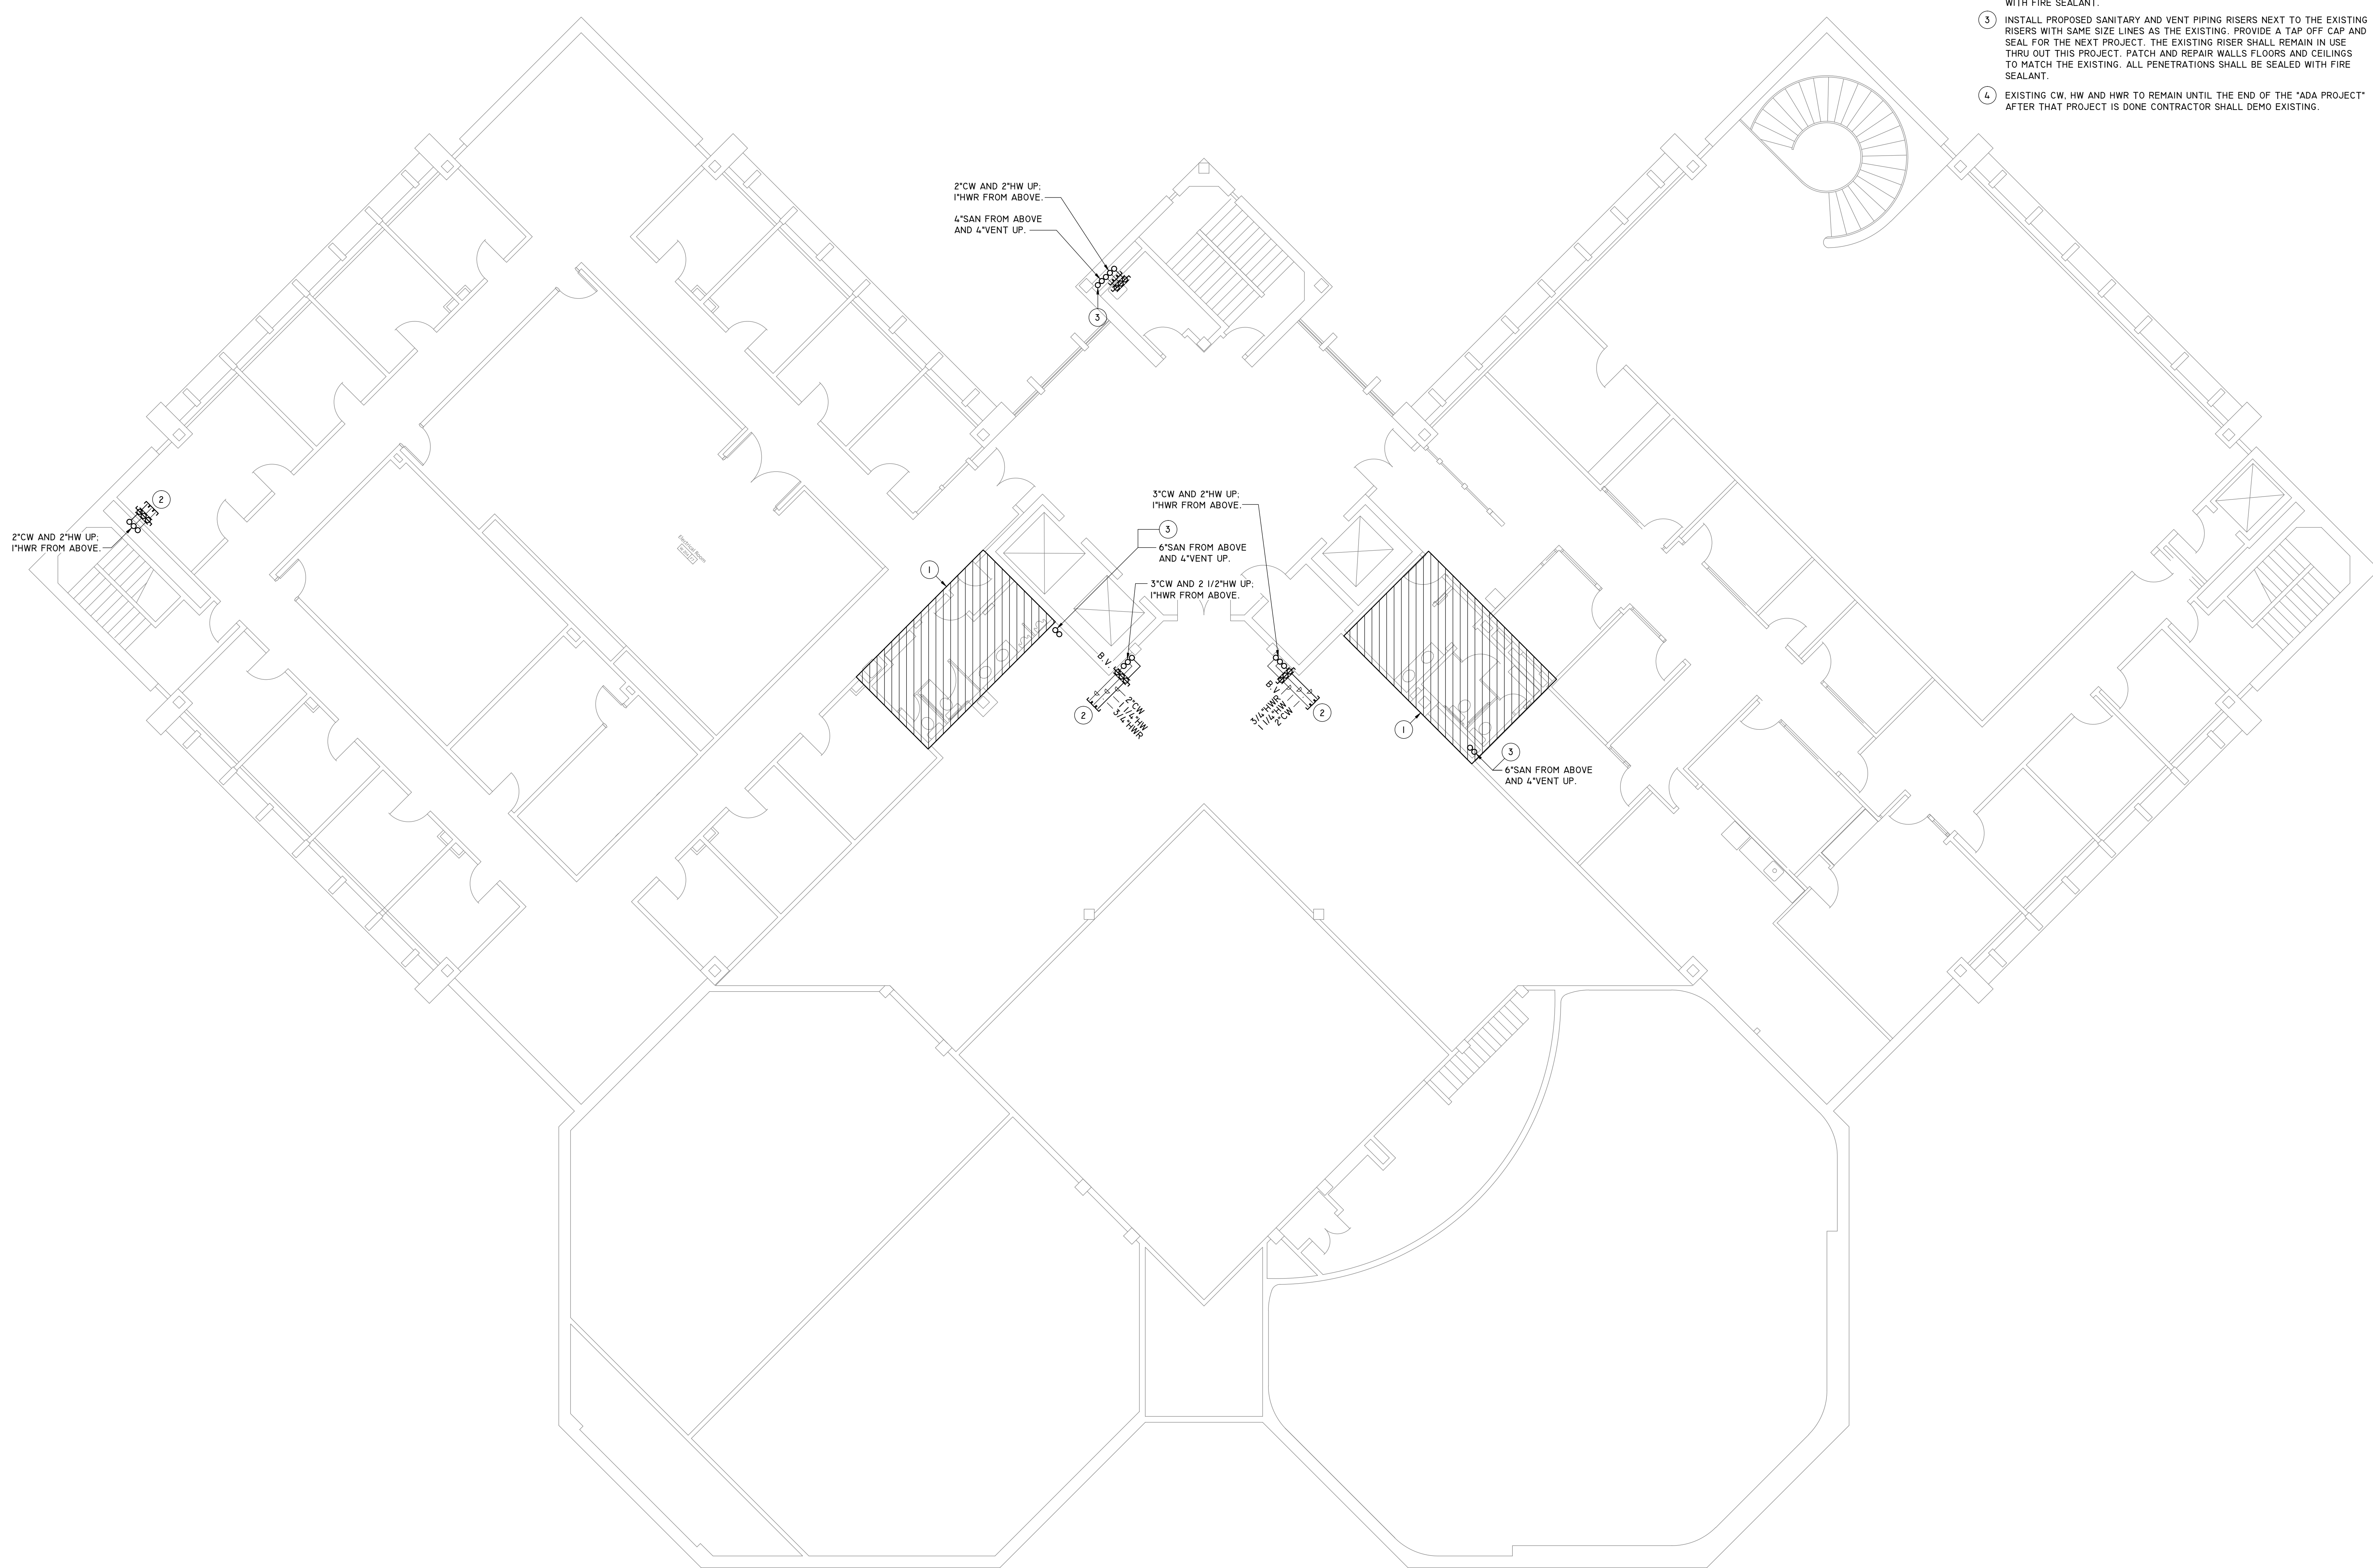 WITH FIRE SEALANT.
3 INSTALL PROPOSED SANITARY AND VENT PIPING RISERS NEXT TO THE EXISTING
RISERS WITH SAME SIZE LINES AS THE EXISTING. PROVIDE A TAP OFF CAP AND
SEAL FOR THE NEXT PROJECT. THE EXISTING RISER SHALL REMAIN IN USE
THRU OUT THIS PROJECT. PATCH AND REPAIR WALLS FLOORS AND CEILINGS
TO MATCH THE EXISTING. ALL PENETRATIONS SHALL BE SEALED WITH FIRE
SEALANT.
4 EXISTING CW, HW AND HWR TO REMAIN UNTIL THE END OF THE "ADA PROJECT"
AFTER THAT PROJECT IS DONE CONTRACTOR SHALL DEMO EXISTING.
2"CW AND 2"HW UP;
1"HWR FROM ABOVE.
4"SAN FROM ABOVE
AND 4"VENT UP.
3
2
2"CW AND 2"HW UP;
1"HWR FROM ABOVE.
Electrical Room
3"CW AND 2"HW UP;
1"HWR FROM ABOVE.
3
6"SAN FROM ABOVE
AND 4"VENT UP.
1
3"CW AND 2 1/2"HW UP;
1"HWR FROM ABOVE.
B.V.
2"CW
1 1/4"HW
3/4"HWR
2
B.V.
3/4"HWR
1 1/4"HW
2"CW
2
1
3
6"SAN FROM ABOVE
AND 4"VENT UP.